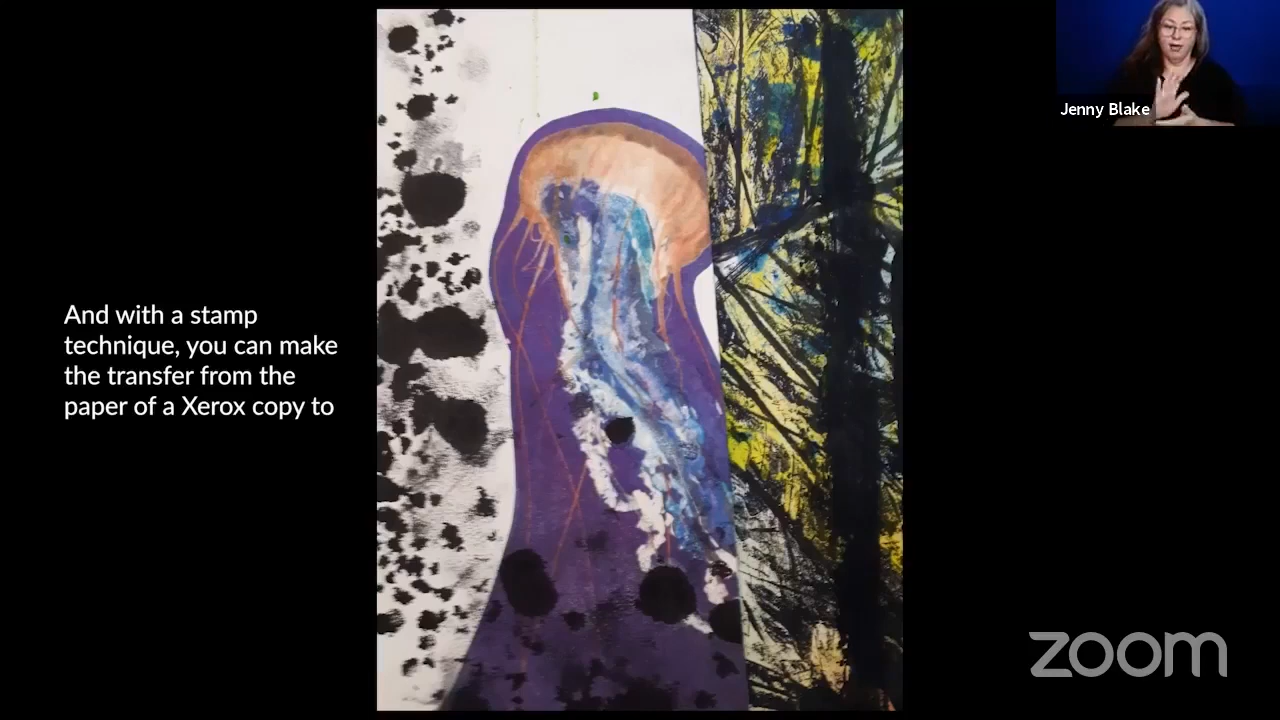 Jenny Blake
And with a stamp
technique, you can make
the transfer from the
paper of a Xerox copy to
zoom